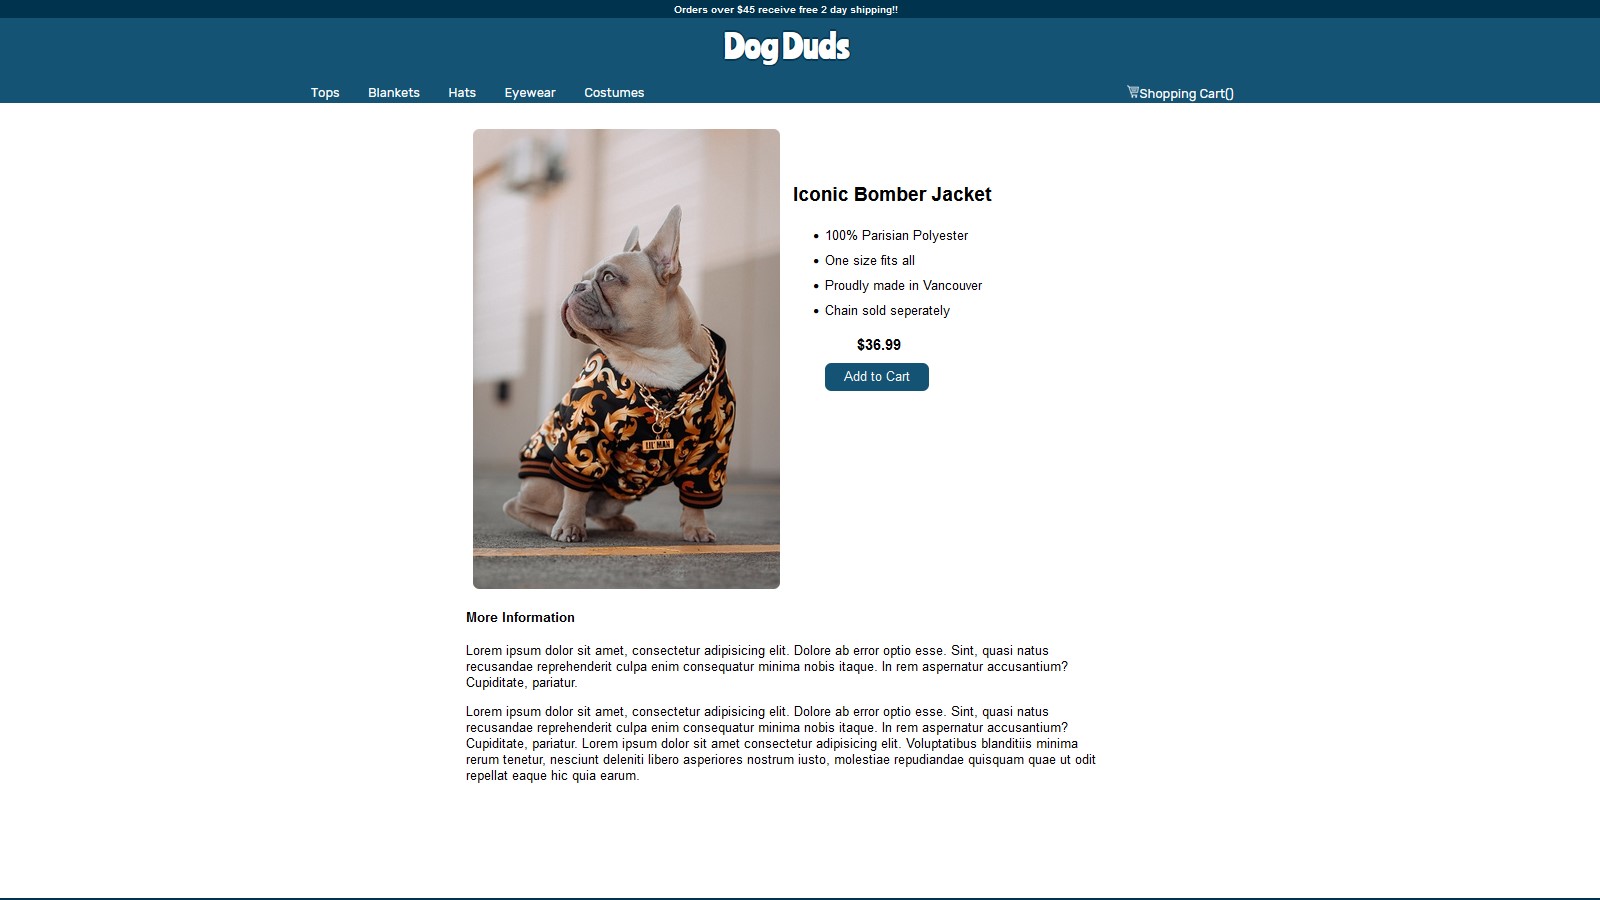 Orders over $45 receive free 2 day shipping!!
Dog Duds
Tops
Blankets
Hats
Eyewear
Costumes
Shopping Cart()
Iconic Bomber Jacket
100% Parisian Polyester
One size fits all
Proudly made in Vancouver
Chain sold seperately
$36.99
Add to Cart
LIL' MAN
More Information
Lorem ipsum dolor sit amet, consectetur adipisicing elit. Dolore ab error optio esse. Sint, quasi natus
recusandae reprehenderit culpa enim consequatur minima nobis itaque. In rem aspernatur accusantium?
Cupiditate, pariatur.
Lorem ipsum dolor sit amet, consectetur adipisicing elit. Dolore ab error optio esse. Sint, quasi natus
recusandae reprehenderit culpa enim consequatur minima nobis itaque. In rem aspernatur accusantium?
Cupiditate, pariatur. Lorem ipsum dolor sit amet consectetur adipisicing elit. Voluptatibus blanditiis minima
rerum tenetur, nesciunt deleniti libero asperiores nostrum iusto, molestiae repudiandae quisquam quae ut odit
repellat eaque hic quia earum.